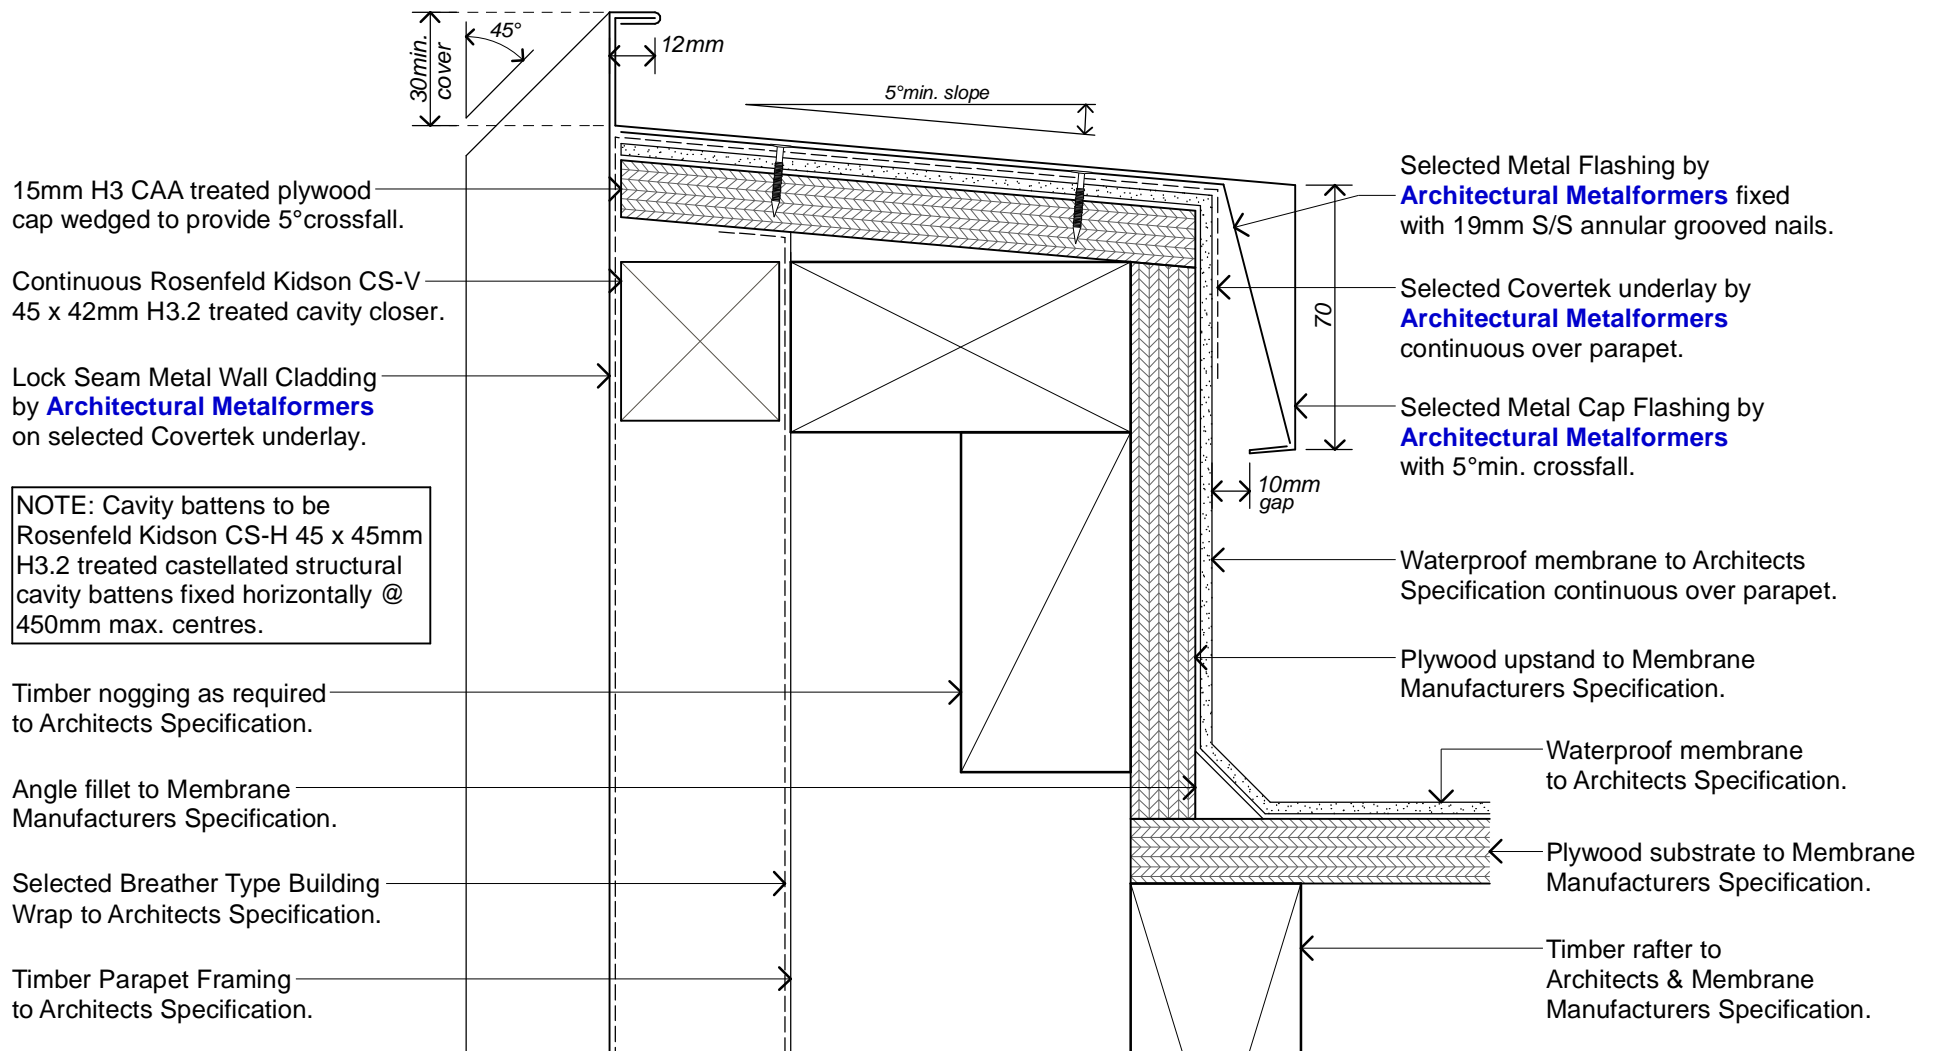 30min.
cover
45°
12mm
5°min. slope
15mm H3 CAA treated plywood
cap wedged to provide 5°crossfall.
Continuous Rosenfeld Kidson CS-V
45 x 42mm H3.2 treated cavity closer.
Lock Seam Metal Wall Cladding
by Architectural Metalformers
on selected Covertek underlay.
NOTE: Cavity battens to be
Rosenfeld Kidson CS-H 45 x 45mm
H3.2 treated castellated structural
cavity battens fixed horizontally @
450mm max. centres.
Timber nogging as required
to Architects Specification.
Angle fillet to Membrane
Manufacturers Specification.
Selected Breather Type Building
Wrap to Architects Specification.
Timber Parapet Framing
to Architects Specification.
Selected Metal Flashing by
Architectural Metalformers fixed
with 19mm S/S annular grooved nails.
Selected Covertek underlay by
Architectural Metalformers
continuous over parapet.
70
Selected Metal Cap Flashing by
Architectural Metalformers
with 5°min. crossfall.
10mm
gap
Waterproof membrane to Architects
Specification continuous over parapet.
Plywood upstand to Membrane
Manufacturers Specification.
Waterproof membrane
to Architects Specification.
Plywood substrate to Membrane
Manufacturers Specification.
Timber rafter to
Architects & Membrane
Manufacturers Specification.